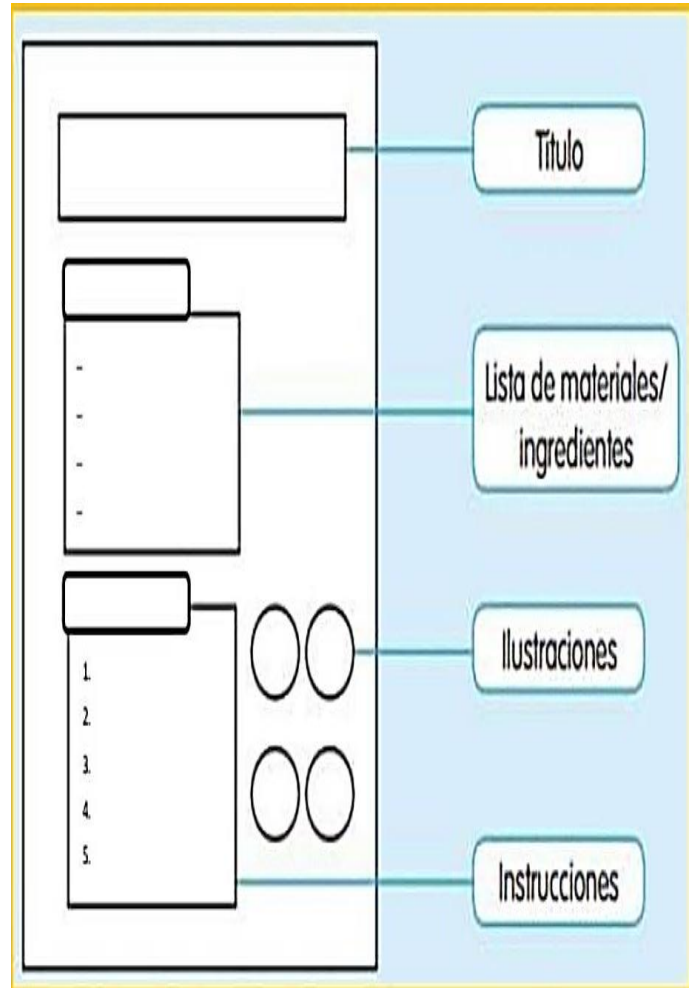 Título
-
-
-
-
Lista de materiales/
ingredientes
1.
2.
3.
4.
5.
Ilustraciones
Instrucciones